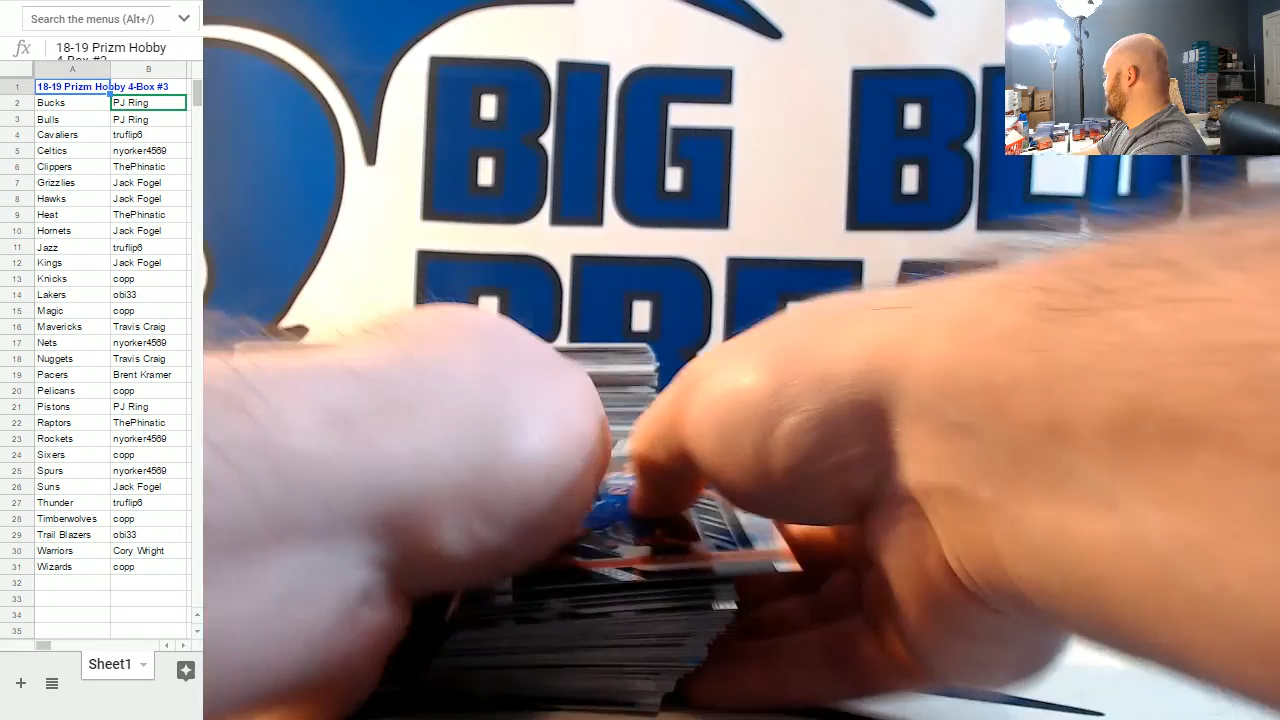 Search the menus (Alt+/)
fx 18-19 Prizm Hobby
A B
1 18-19 Prizm Hobby 4-Box #3
2 Bucks PJ Ring
3 Bulls PJ Ring
4 Cavaliers truflip6
5 Celtics nyorker4569
6 Clippers ThePhinatic
7 Grizzlies Jack Fogel
8 Hawks Jack Fogel
9 Heat ThePhinatic
10 Hornets Jack Fogel
11 Jazz truflip6
12 Kings Jack Fogel
13 Knicks copp
14 Lakers obi33
15 Magic copp
16 Mavericks Travis Craig
17 Nets nyorker4569
18 Nuggets Travis Craig
19 Pacers Brent Kramer
20 Pelicans copp
21 Pistons PJ Ring
22 Raptors ThePhinatic
23 Rockets nyorker4569
24 Sixers copp
25 Spurs nyorker4569
26 Suns Jack Fogel
27 Thunder truflip6
28 Timberwolves copp
29 Trail Blazers obi33
30 Warriors Cory Wright
31 Wizards copp
32
33
34
35
Sheet1
BIG